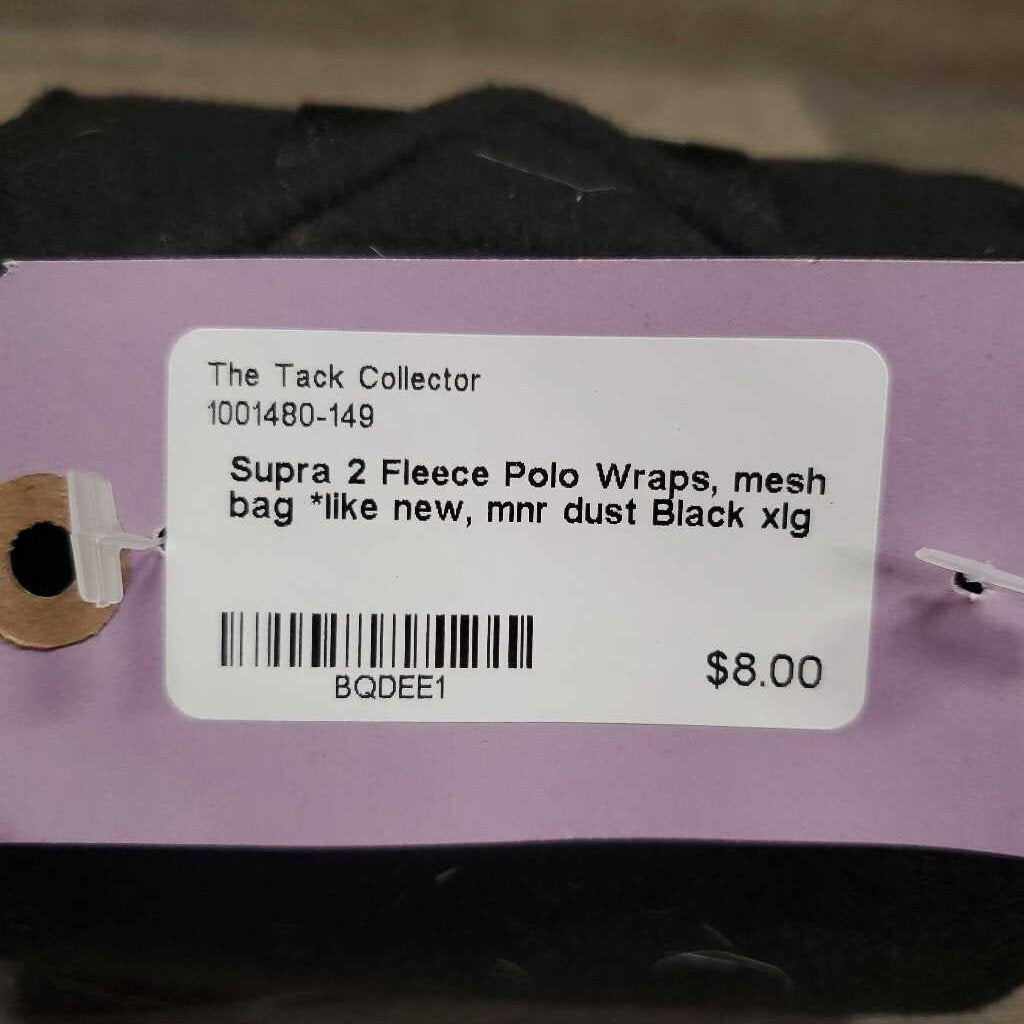 The Tack Collector
1001480-149
Supra 2 Fleece Polo Wraps, mesh
bag *like new, mnr dust Black xlg
BQDEE1
$8.00